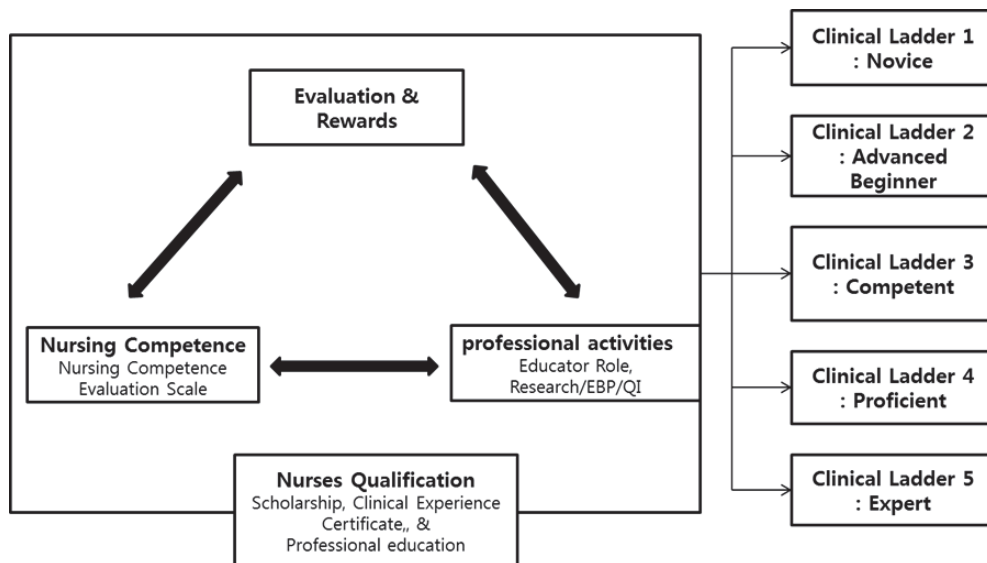 Evaluation &
Rewards
Nursing Competence
Nursing Competence
Evaluation Scale
professional activities
Educator Role,
Research/EBP/QI
Nurses Qualification
Scholarship, Clinical Experience
Certificate,, &
Professional education
Clinical Ladder 1
: Novice
Clinical Ladder 2
: Advanced
Beginner
Clinical Ladder 3
: Competent
Clinical Ladder 4
: Proficient
Clinical Ladder 5
: Expert